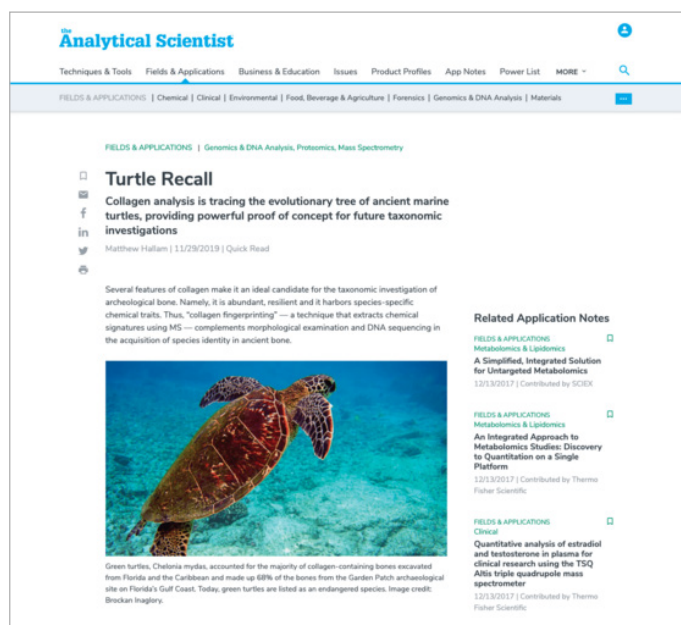 the
Analytical Scientist
Techniques & Tools Fields & Applications Business & Education Issues Product Profiles App Notes Power List MORE
FIELDS & APPLICATIONS | Chemical | Clinical | Environmental | Food, Beverage & Agriculture | Forensics | Genomics & DNA Analysis | Materials
FIELDS & APPLICATIONS | Genomics & DNA Analysis, Proteomics, Mass Spectrometry
Turtle Recall
Collagen analysis is tracing the evolutionary tree of ancient marine
turtles, providing powerful proof of concept for future taxonomic
investigations
Matthew Hallam | 11/29/2019 | Quick Read
Several features of collagen make it an ideal candidate for the taxonomic investigation of
archeological bone. Namely, it is abundant, resilient and it harbors species-specific
chemical traits. Thus, "collagen fingerprinting" — a technique that extracts chemical
signatures using MS — complements morphological examination and DNA sequencing in
the acquisition of species identity in ancient bone.
Green turtles, Chelonia mydas, accounted for the majority of collagen-containing bones excavated
from Florida and the Caribbean and made up 68% of the bones from the Garden Patch archaeological
site on Florida's Gulf Coast. Today, green turtles are listed as an endangered species. Image credit:
Brockan Inaglory.
Related Application Notes
FIELDS & APPLICATIONS
Metabolomics & Lipidomics
A Simplified, Integrated Solution
for Untargeted Metabolomics
12/13/2017 | Contributed by SCIEX
FIELDS & APPLICATIONS
Metabolomics & Lipidomics
An Integrated Approach to
Metabolomics Studies: Discovery
to Quantitation on a Single
Platform
12/13/2017 | Contributed by Thermo
Fisher Scientific
FIELDS & APPLICATIONS
Clinical
Quantitative analysis of estradiol
and testosterone in plasma for
clinical research using the TSQ
Altis triple quadrupole mass
spectrometer
12/13/2017 | Contributed by Thermo
Fisher Scientific